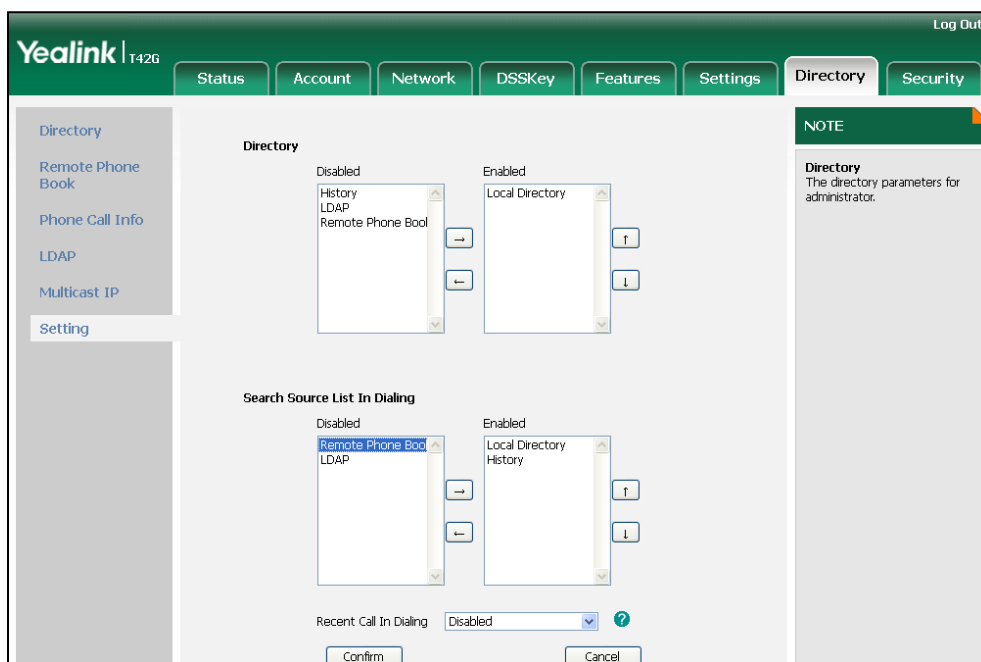 Log Out
Yealink | T42G
Status Account Network DSSKey Features Settings Directory Security
Directory
Remote Phone Book
Phone Call Info
LDAP
Multicast IP
Setting
Directory
Disabled Enabled
History
LDAP
Remote Phone Bool
Local Directory
→ ↑
← ↓
Search Source List In Dialing
Disabled Enabled
Remote Phone Boo
LDAP
Local Directory
History
→ ↑
← ↓
Recent Call In Dialing Disabled ?
Confirm Cancel
NOTE
Directory
The directory parameters for
administrator.